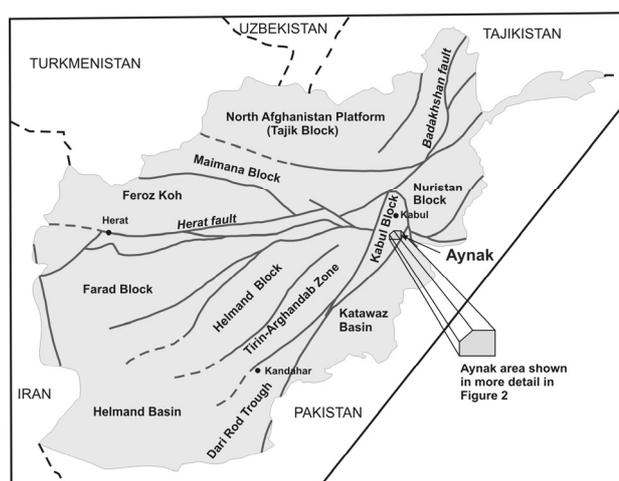 UZBEKISTAN
TAJIKISTAN
TURKMENISTAN
Badakhshan fault
North Afghanistan Platform
(Tajik Block)
Maimana Block
Nuristan
Block
Feroz Koh
Herat
Herat fault
Kabul
Kabul Block
Aynak
Farad Block
Helmand Block
Tirin-Arghandab Zone
Katawaz
Basin
Aynak area shown
in more detail in
Figure 2
Kandahar
IRAN
Helmand Basin
Dari Rod Trough
PAKISTAN